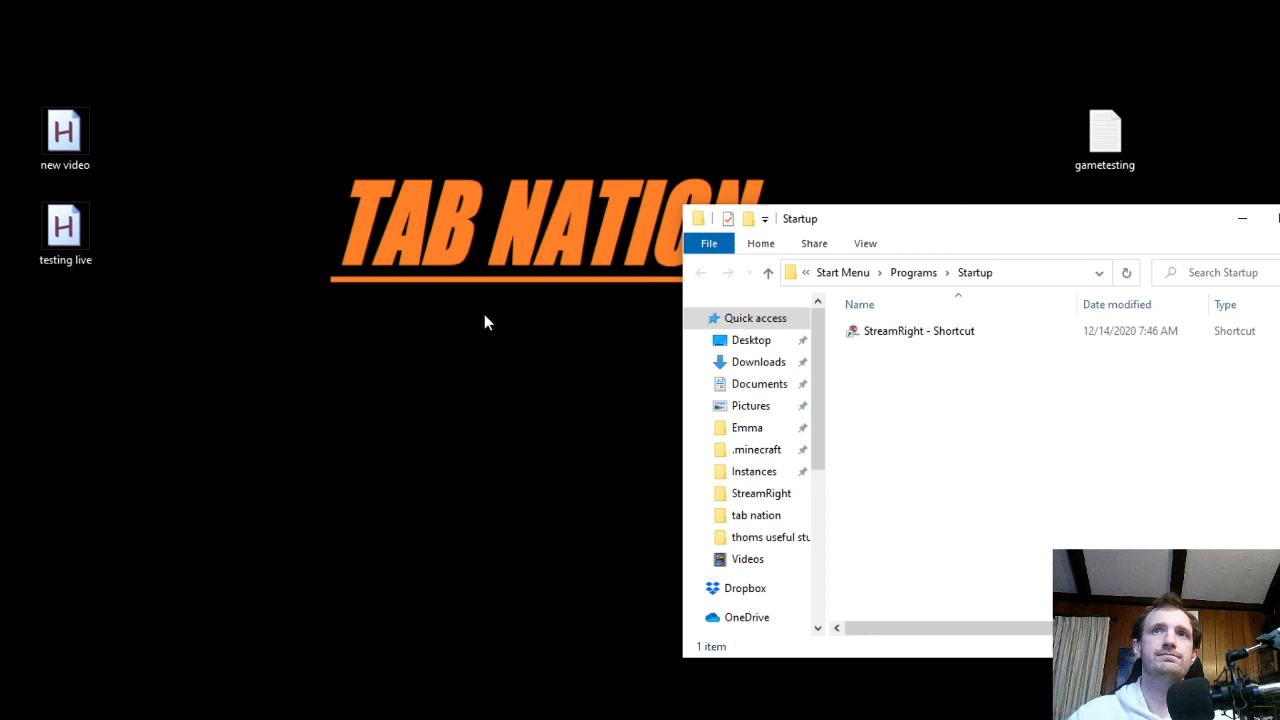 new video
testing live
gametesting
TAB NATION
Startup
File Home Share View
« Start Menu > Programs > Startup
Search Startup
Name Date modified Type
StreamRight - Shortcut 12/14/2020 7:46 AM Shortcut
Quick access
Desktop
Downloads
Documents
Pictures
Emma
.minecraft
Instances
StreamRight
tab nation
thoms useful stu
Videos
Dropbox
OneDrive
1 item